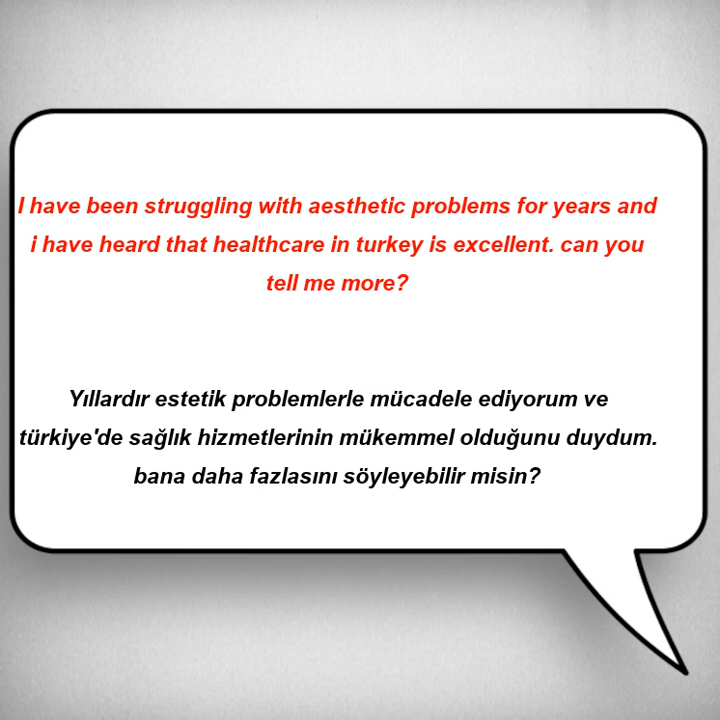 I have been struggling with aesthetic problems for years and
i have heard that healthcare in turkey is excellent. can you
tell me more?
Yıllardır estetik problemlerle mücadele ediyorum ve
türkiye'de sağlık hizmetlerinin mükemmel olduğunu duydum.
bana daha fazlasını söyleyebilir misin?